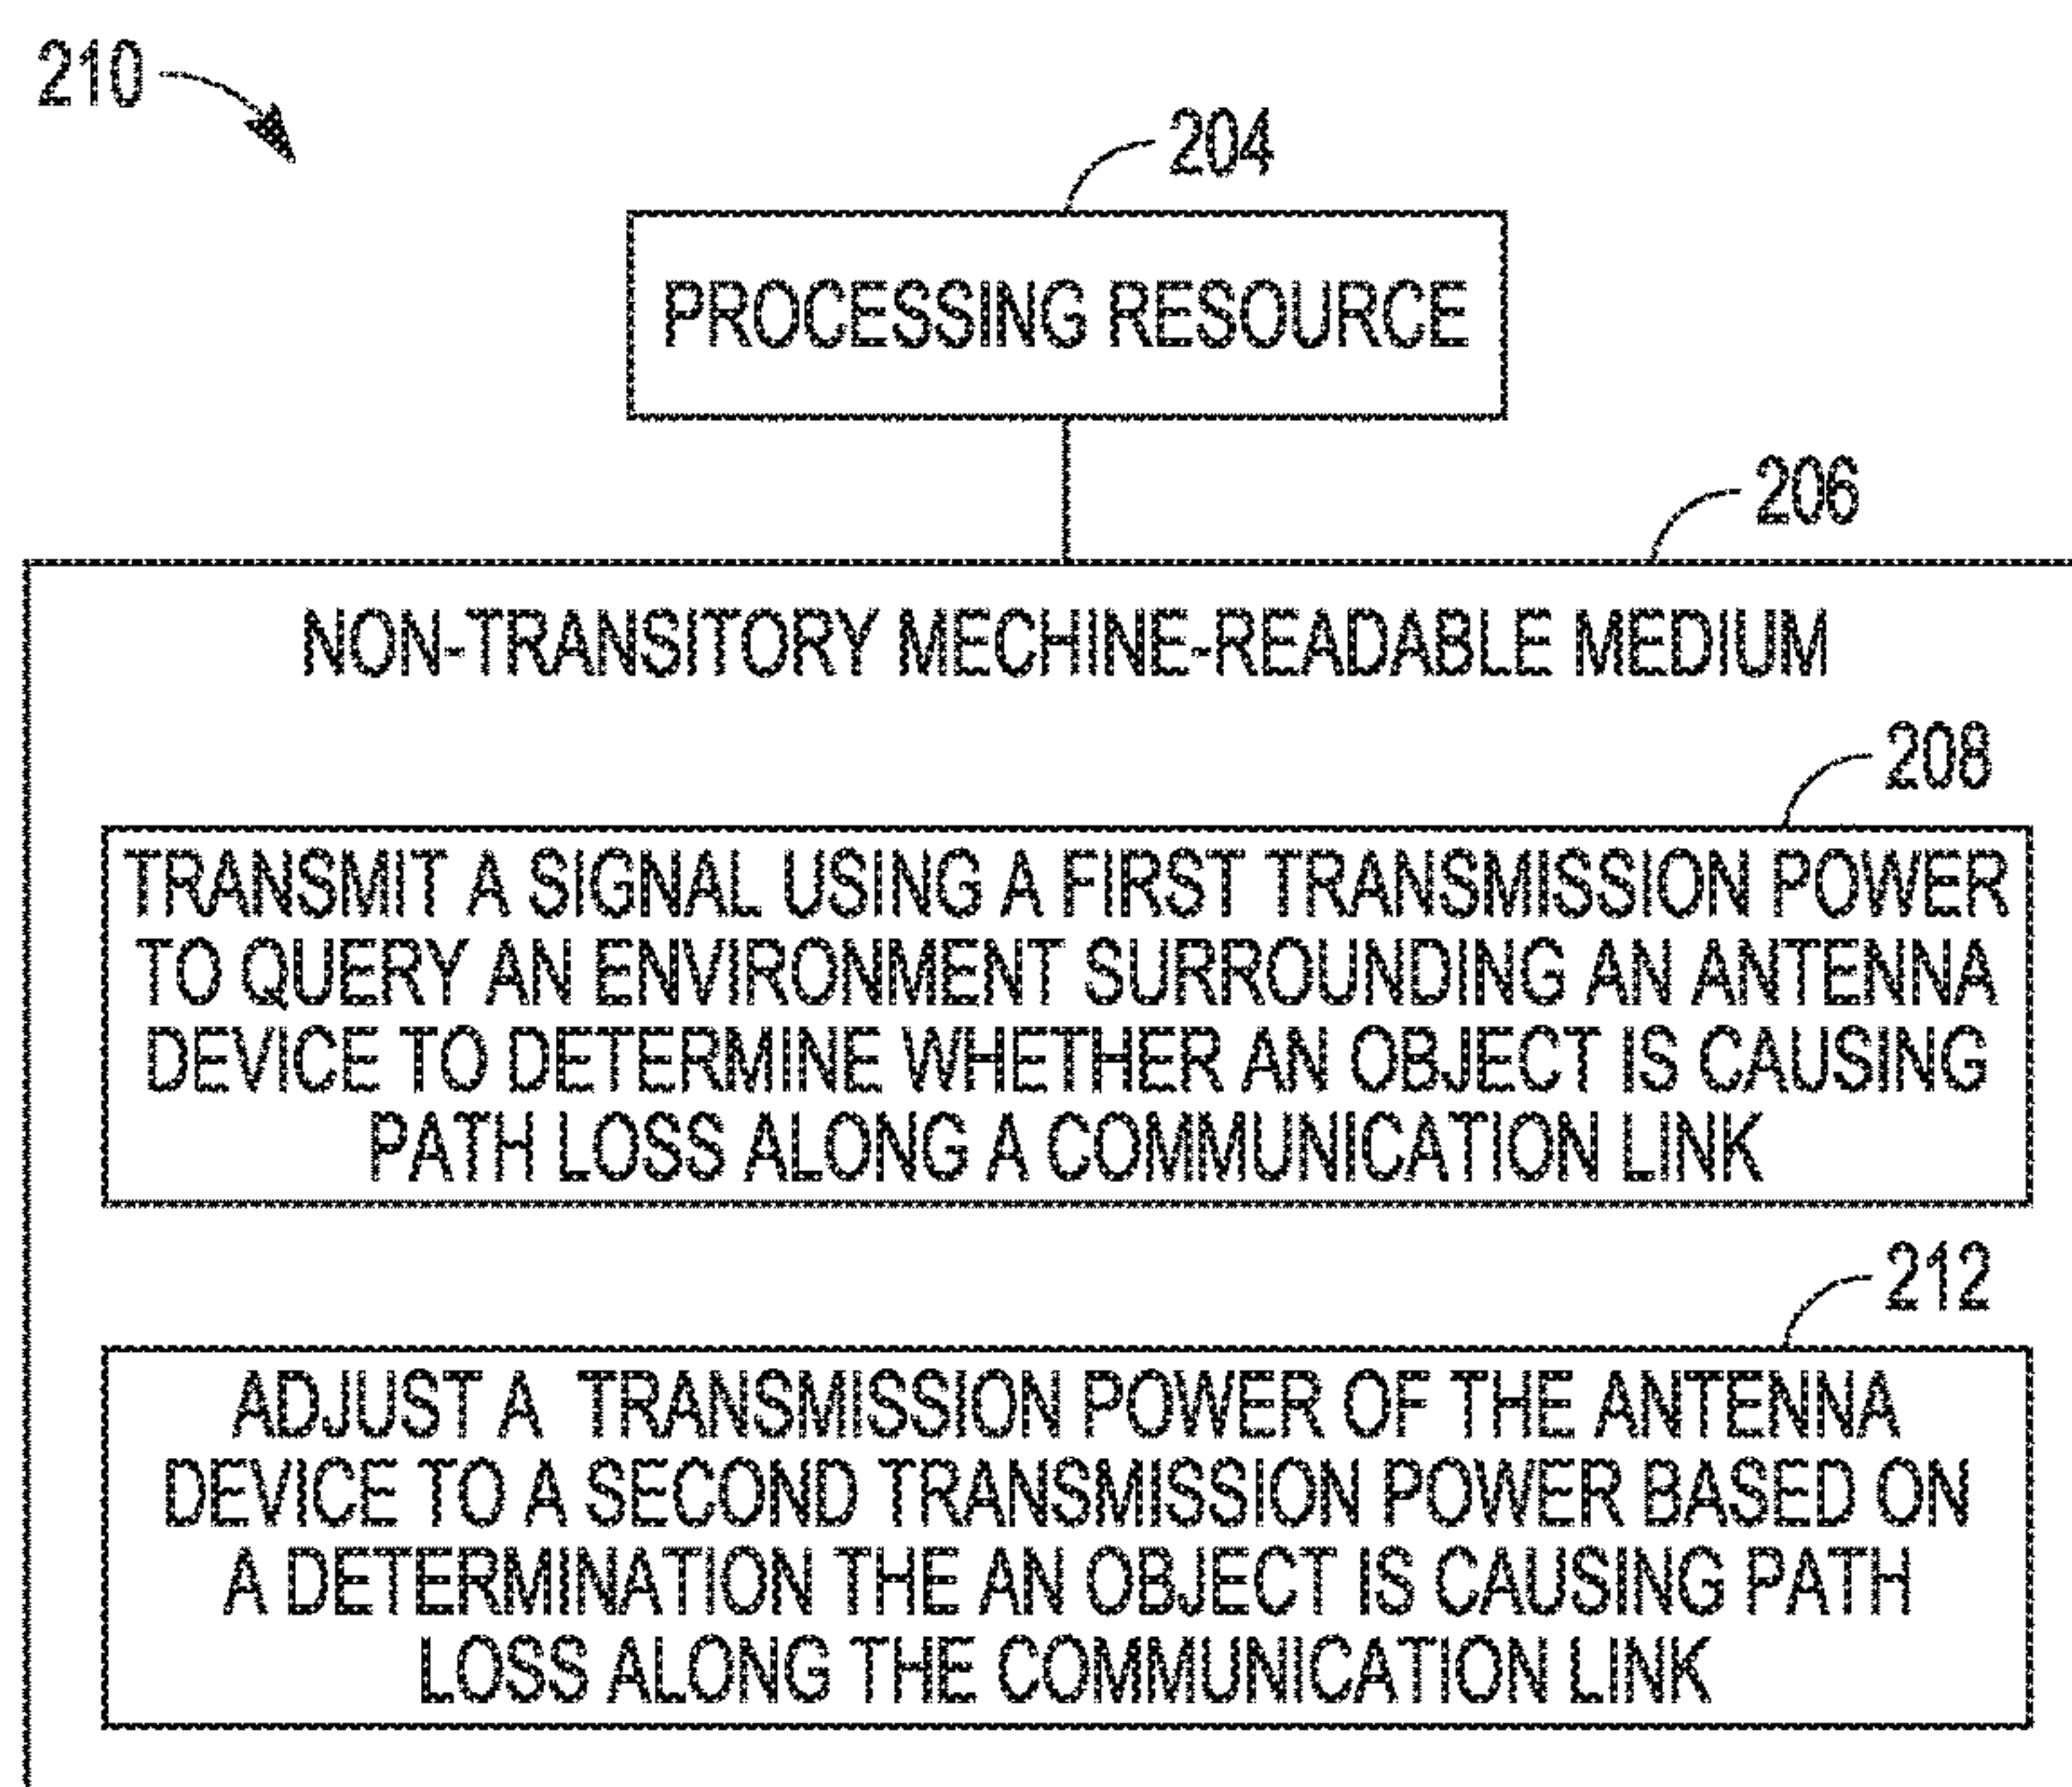 210
204
PROCESSING RESOURCE
206
NON-TRANSITORY MECHINE-READABLE MEDIUM
208
TRANSMIT A SIGNAL USING A FIRST TRANSMISSION POWER
TO QUERY AN ENVIRONMENT SURROUNDING AN ANTENNA
DEVICE TO DETERMINE WHETHER AN OBJECT IS CAUSING
PATH LOSS ALONG A COMMUNICATION LINK
212
ADJUST A TRANSMISSION POWER OF THE ANTENNA
DEVICE TO A SECOND TRANSMISSION POWER BASED ON
A DETERMINATION THE AN OBJECT IS CAUSING PATH
LOSS ALONG THE COMMUNICATION LINK